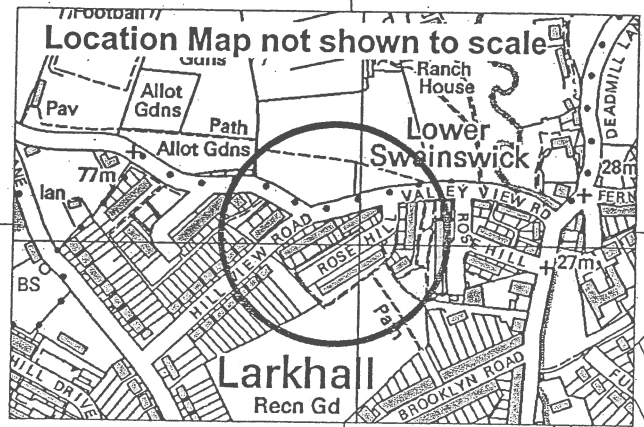 Football
Location Map not shown to scale
Gdns
Ranch
House
Allot
Gdns
Pav
Path
Allot Gdns
Lower
Swainswick
DEADMILL LA
77m
28m
FERN
VALLEY VIEW RD
HILL VIEW ROAD
ROSE HILL
ROSE HILL
27m
BS
Path
Larkhall
Recn Gd
BROOKLYN ROAD
HILL DRIVE